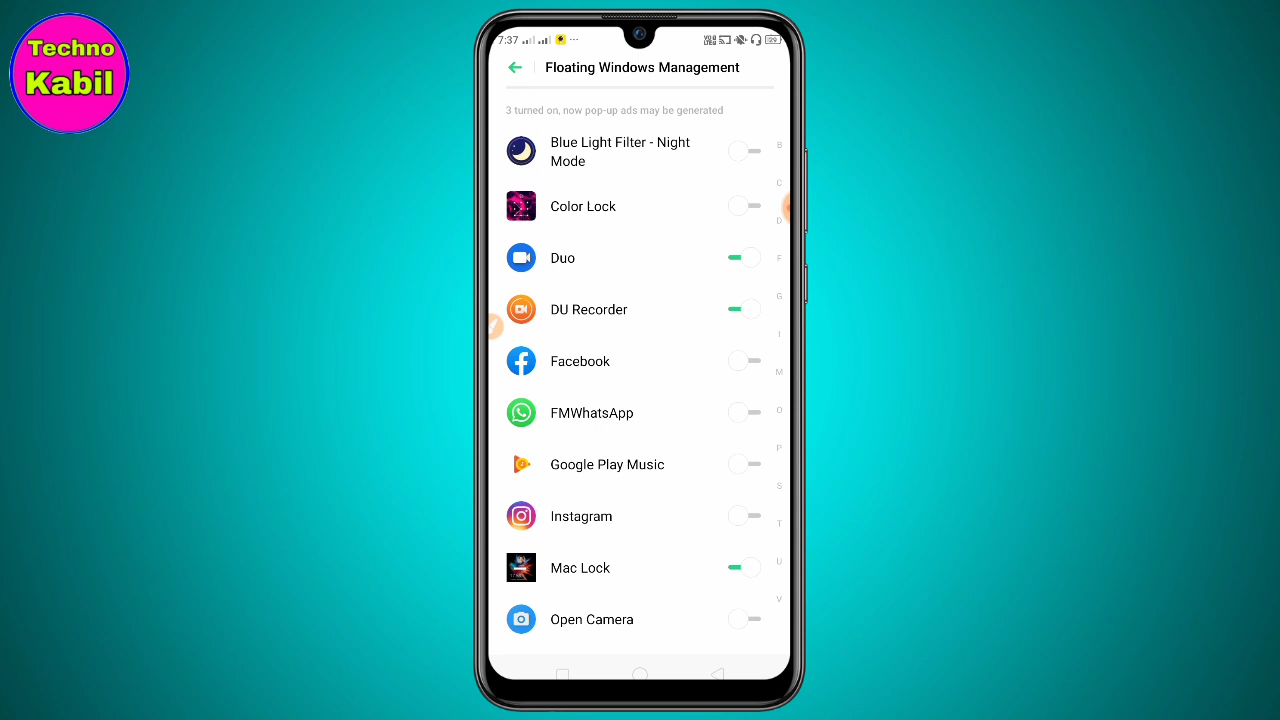 Techno
Kabil
7:37
29
Floating Windows Management
3 turned on, now pop-up ads may be generated
Blue Light Filter - Night
Mode
Color Lock
Duo
DU Recorder
Facebook
FMWhatsApp
Google Play Music
Instagram
Mac Lock
Open Camera
B
C
D
F
G
I
M
O
P
S
T
U
V